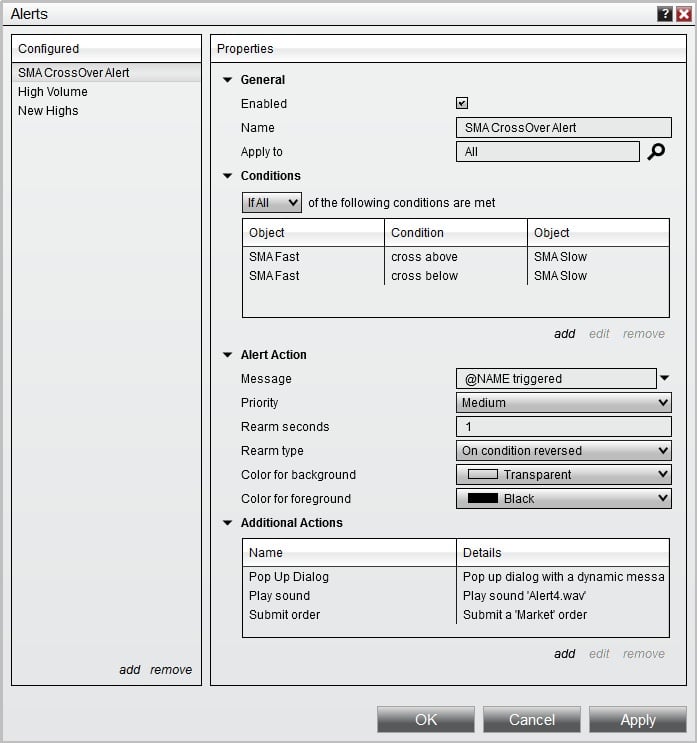 Alerts
Configured
SMA CrossOver Alert
High Volume
New Highs
add remove
Properties
General
Enabled
Name SMA CrossOver Alert
Apply to All
Conditions
If All of the following conditions are met
Object Condition Object
SMA Fast cross above SMA Slow
SMA Fast cross below SMA Slow
add edit remove
Alert Action
Message @NAME triggered
Priority Medium
Rearm seconds 1
Rearm type On condition reversed
Color for background Transparent
Color for foreground Black
Additional Actions
Name Details
Pop Up Dialog Pop up dialog with a dynamic messa
Play sound Play sound 'Alert4.wav'
Submit order Submit a 'Market' order
add edit remove
OK Cancel Apply